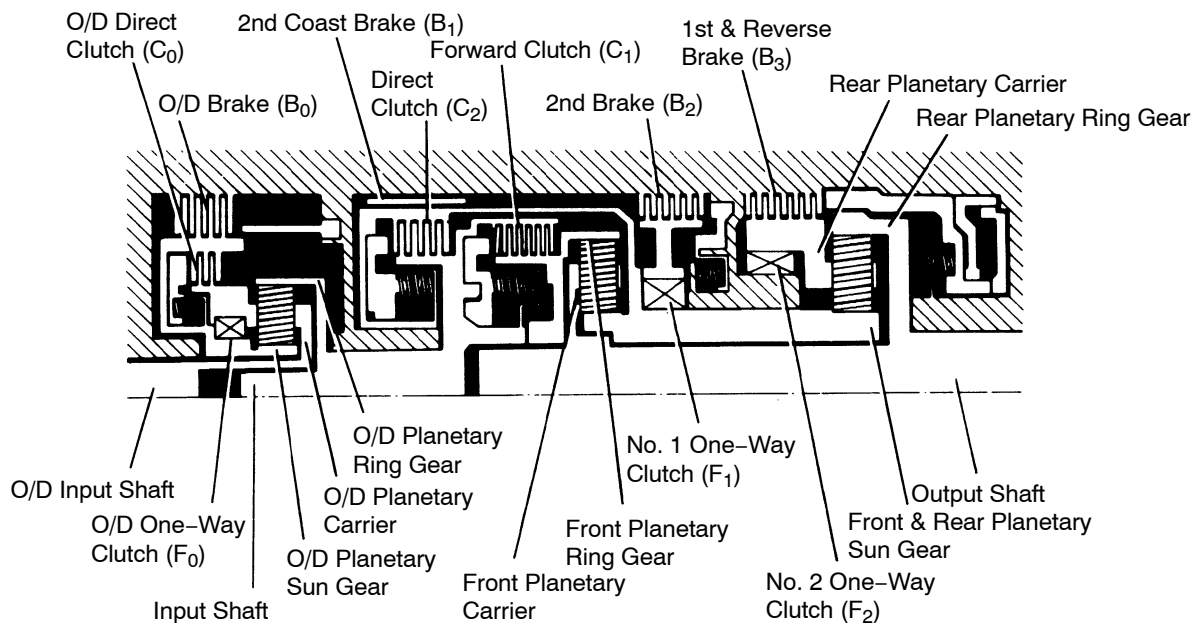 O/D Direct
Clutch (C0)
2nd Coast Brake (B1)
Forward Clutch (C1)
1st & Reverse
Brake (B3)
Direct
Clutch (C2)
O/D Brake (B0)
2nd Brake (B2)
Rear Planetary Carrier
Rear Planetary Ring Gear
O/D Planetary
Ring Gear
No. 1 One−Way
Clutch (F1)
O/D Input Shaft
O/D Planetary
Carrier
Output Shaft
O/D One−Way
Clutch (F0)
Front Planetary
Ring Gear
Front & Rear Planetary
Sun Gear
O/D Planetary
Sun Gear
Front Planetary
Carrier
No. 2 One−Way
Clutch (F2)
Input Shaft